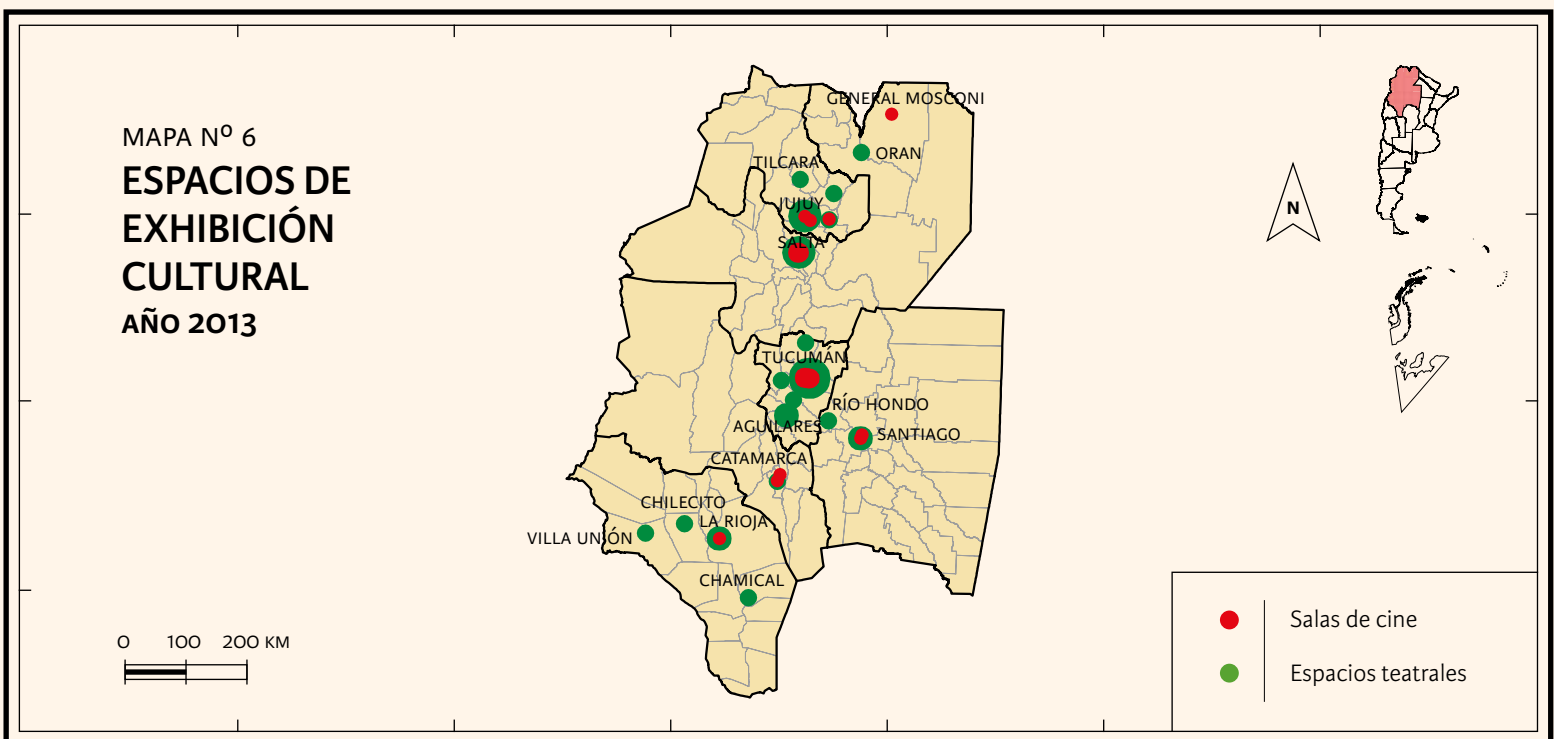 MAPA Nº 6
ESPACIOS DE
EXHIBICIÓN
CULTURAL
AÑO 2013
GENERAL MOSCONI
ORAN
TILCARA
JUJUY
SALTA
TUCUMÁN
RÍO HONDO
AGUILARES
SANTIAGO
CATAMARCA
CHILECITO
LA RIOJA
VILLA UNIÓN
CHAMICAL
N
0 100 200 KM
Salas de cine
Espacios teatrales